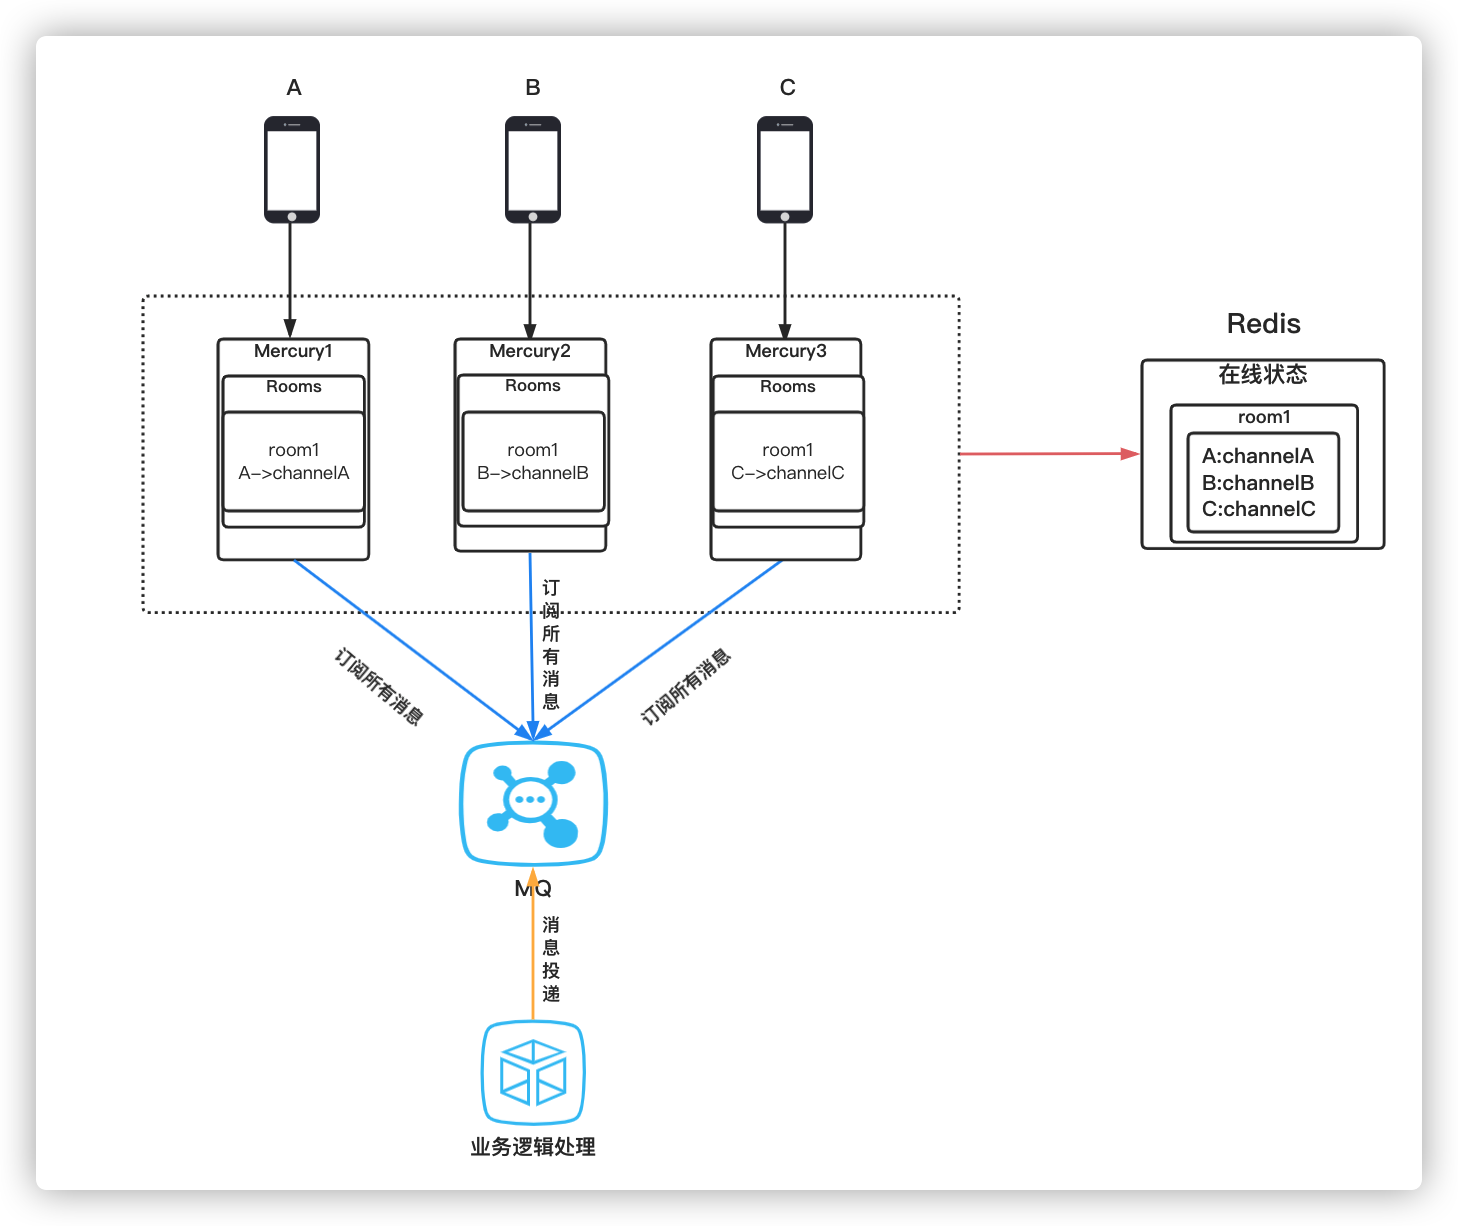 A
B
C
Redis
Mercury1
Mercury2
Mercury3
Rooms
Rooms
Rooms
room1
A->channelA
room1
B->channelB
room1
C->channelC
在线状态
room1
A:channelA
B:channelB
C:channelC
订阅所有消息
订阅所有消息
订阅所有消息
MQ
消息投递
业务逻辑处理